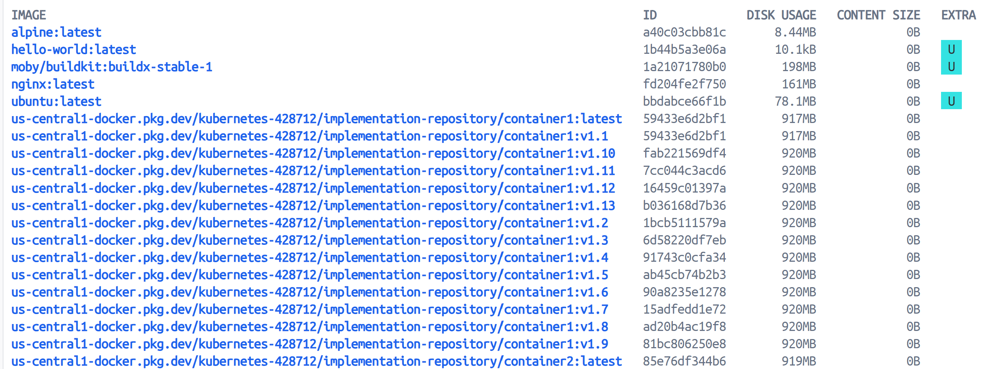 IMAGE ID DISK USAGE CONTENT SIZE EXTRA
alpine:latest a40c03cbb81c 8.44MB 0B
hello-world:latest 1b44b5a3e06a 10.1kB 0B U
moby/buildkit:buildx-stable-1 1a21071780b0 198MB 0B U
nginx:latest fd204fe2f750 161MB 0B
ubuntu:latest bbdabce66f1b 78.1MB 0B U
us-central1-docker.pkg.dev/kubernetes-428712/implementation-repository/container1:latest 59433e6d2bf1 917MB 0B
us-central1-docker.pkg.dev/kubernetes-428712/implementation-repository/container1:v1.1 59433e6d2bf1 917MB 0B
us-central1-docker.pkg.dev/kubernetes-428712/implementation-repository/container1:v1.10 fab221569df4 920MB 0B
us-central1-docker.pkg.dev/kubernetes-428712/implementation-repository/container1:v1.11 7cc044c3acd6 920MB 0B
us-central1-docker.pkg.dev/kubernetes-428712/implementation-repository/container1:v1.12 16459c01397a 920MB 0B
us-central1-docker.pkg.dev/kubernetes-428712/implementation-repository/container1:v1.13 b036168d7b36 920MB 0B
us-central1-docker.pkg.dev/kubernetes-428712/implementation-repository/container1:v1.2 1bcb5111579a 920MB 0B
us-central1-docker.pkg.dev/kubernetes-428712/implementation-repository/container1:v1.3 6d58220df7eb 920MB 0B
us-central1-docker.pkg.dev/kubernetes-428712/implementation-repository/container1:v1.4 91743c0cfa34 920MB 0B
us-central1-docker.pkg.dev/kubernetes-428712/implementation-repository/container1:v1.5 ab45cb74b2b3 920MB 0B
us-central1-docker.pkg.dev/kubernetes-428712/implementation-repository/container1:v1.6 90a8235e1278 920MB 0B
us-central1-docker.pkg.dev/kubernetes-428712/implementation-repository/container1:v1.7 15adfedd1e72 920MB 0B
us-central1-docker.pkg.dev/kubernetes-428712/implementation-repository/container1:v1.8 ad20b4ac19f8 920MB 0B
us-central1-docker.pkg.dev/kubernetes-428712/implementation-repository/container1:v1.9 81bc806250e8 920MB 0B
us-central1-docker.pkg.dev/kubernetes-428712/implementation-repository/container2:latest 85e76df344b6 919MB 0B